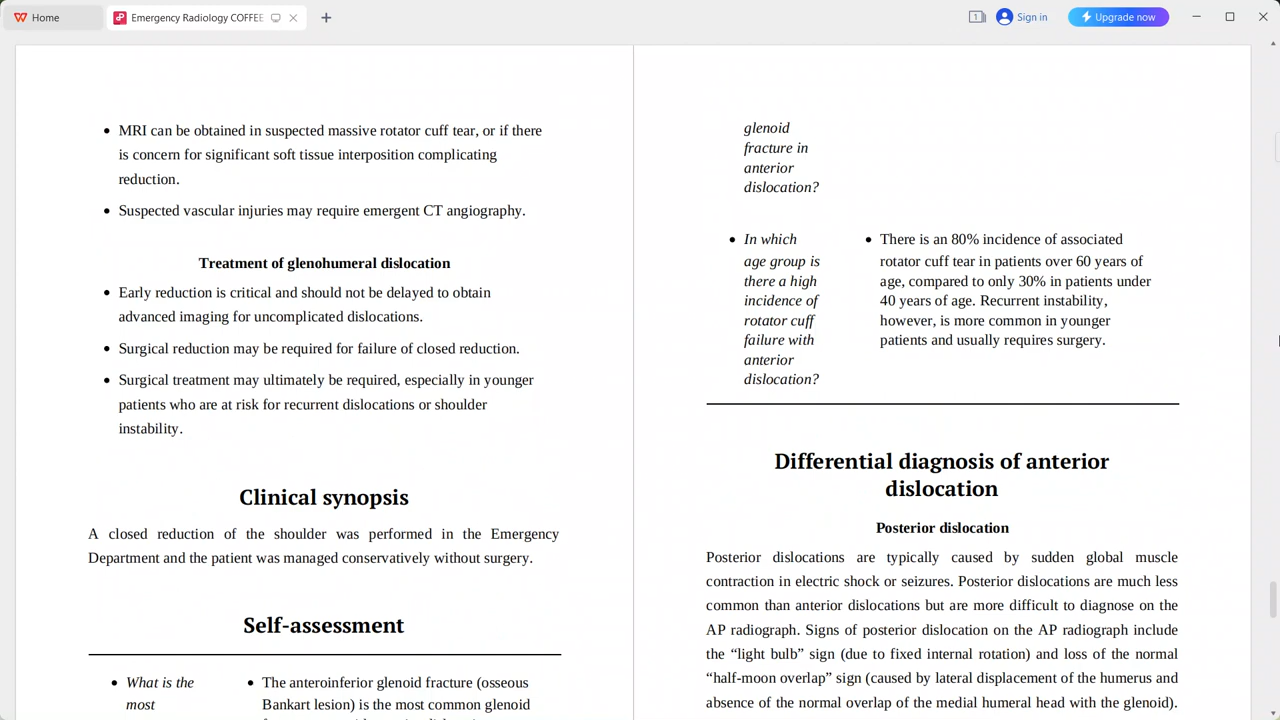 Home
Emergency Radiology COFFEE
1
Sign in
Upgrade now
MRI can be obtained in suspected massive rotator cuff tear, or if there
is concern for significant soft tissue interposition complicating
reduction.
Suspected vascular injuries may require emergent CT angiography.
Treatment of glenohumeral dislocation
Early reduction is critical and should not be delayed to obtain
advanced imaging for uncomplicated dislocations.
Surgical reduction may be required for failure of closed reduction.
Surgical treatment may ultimately be required, especially in younger
patients who are at risk for recurrent dislocations or shoulder
instability.
Clinical synopsis
A closed reduction of the shoulder was performed in the Emergency
Department and the patient was managed conservatively without surgery.
Self-assessment
What is the
most
The anteroinferior glenoid fracture (osseous
Bankart lesion) is the most common glenoid
glenoid
fracture in
anterior
dislocation?
In which
age group is
there a high
incidence of
rotator cuff
failure with
anterior
dislocation?
There is an 80% incidence of associated
rotator cuff tear in patients over 60 years of
age, compared to only 30% in patients under
40 years of age. Recurrent instability,
however, is more common in younger
patients and usually requires surgery.
Differential diagnosis of anterior
dislocation
Posterior dislocation
Posterior dislocations are typically caused by sudden global muscle
contraction in electric shock or seizures. Posterior dislocations are much less
common than anterior dislocations but are more difficult to diagnose on the
AP radiograph. Signs of posterior dislocation on the AP radiograph include
the “light bulb” sign (due to fixed internal rotation) and loss of the normal
“half-moon overlap” sign (caused by lateral displacement of the humerus and
absence of the normal overlap of the medial humeral head with the glenoid).